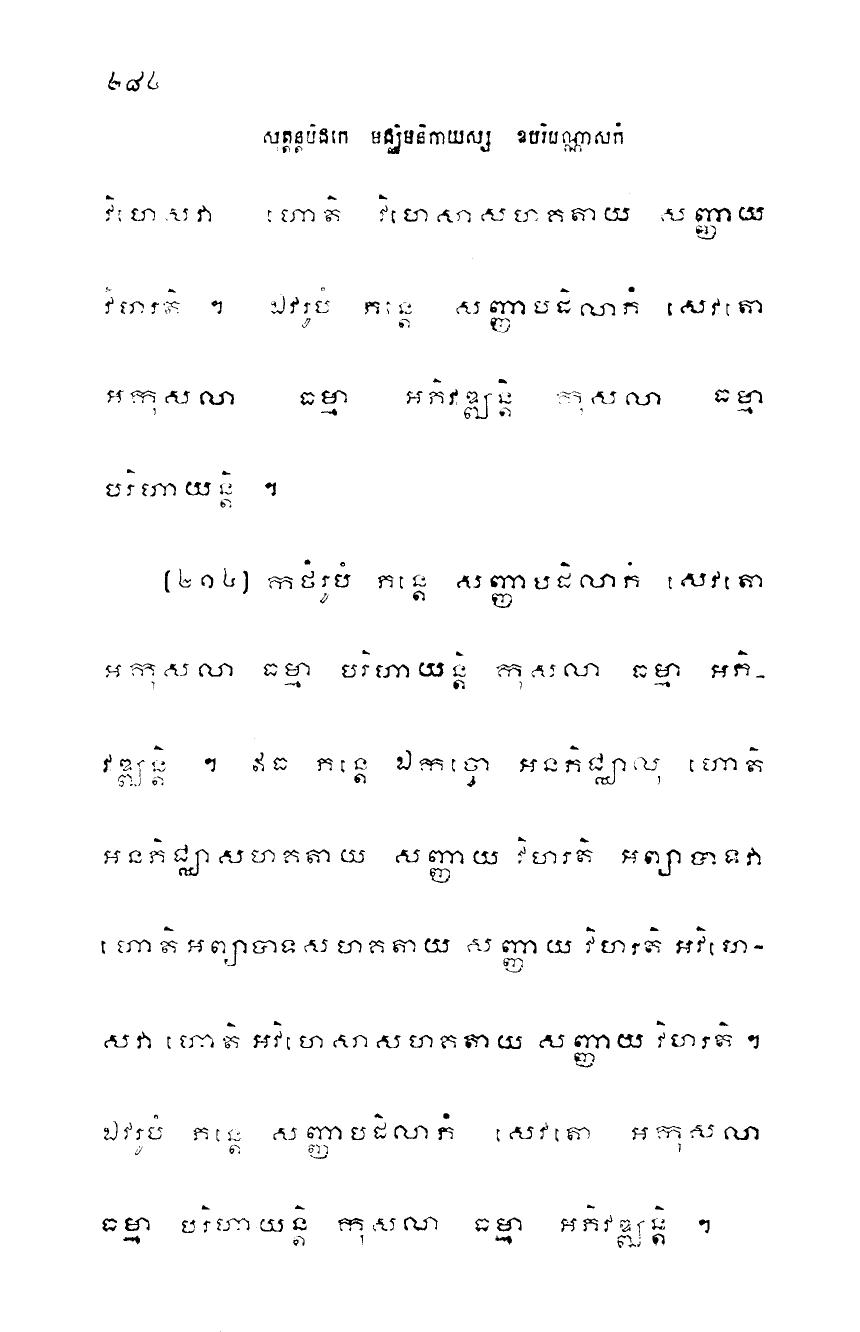 ២៨៤
សុត្តន្តបិដកេ មជ្ឈិមនិកាយស្ស ឧបរិបណ្ណាសកំ
វិហេសវា ហោតិ វិហេសាសហគតាយ សញ្ញាយ
វិហរតិ ។ ឯវរូបំ ភន្តេ សញ្ញាបដិលាភំ សេវតោ
អកុសលា ធម្មា អភិវឌ្ឍន្តិ កុសលា ធម្មា
បរិហាយន្តិ ។
(២១៤) កថំរូបំ ភន្តេ សញ្ញាបដិលាភំ សេវតោ
អកុសលា ធម្មា បរិហាយន្តិ កុសលា ធម្មា អភិ-
វឌ្ឍន្តិ ។ ឥធ ភន្តេ ឯកច្ចោ អនភិជ្ឈាលុ ហោតិ
អនភិជ្ឈាសហគតាយ សញ្ញាយ វិហរតិ អព្យាបាទវា
ហោតិ អព្យាបាទសហគតាយ សញ្ញាយ វិហរតិ អវិហេ-
សវា ហោតិ អវិហេសាសហគតាយ សញ្ញាយ វិហរតិ ។
ឯវរូបំ ភន្តេ សញ្ញាបដិលាភំ សេវតោ អកុសលា
ធម្មា បរិហាយន្តិ កុសលា ធម្មា អភិវឌ្ឍន្តិ ។